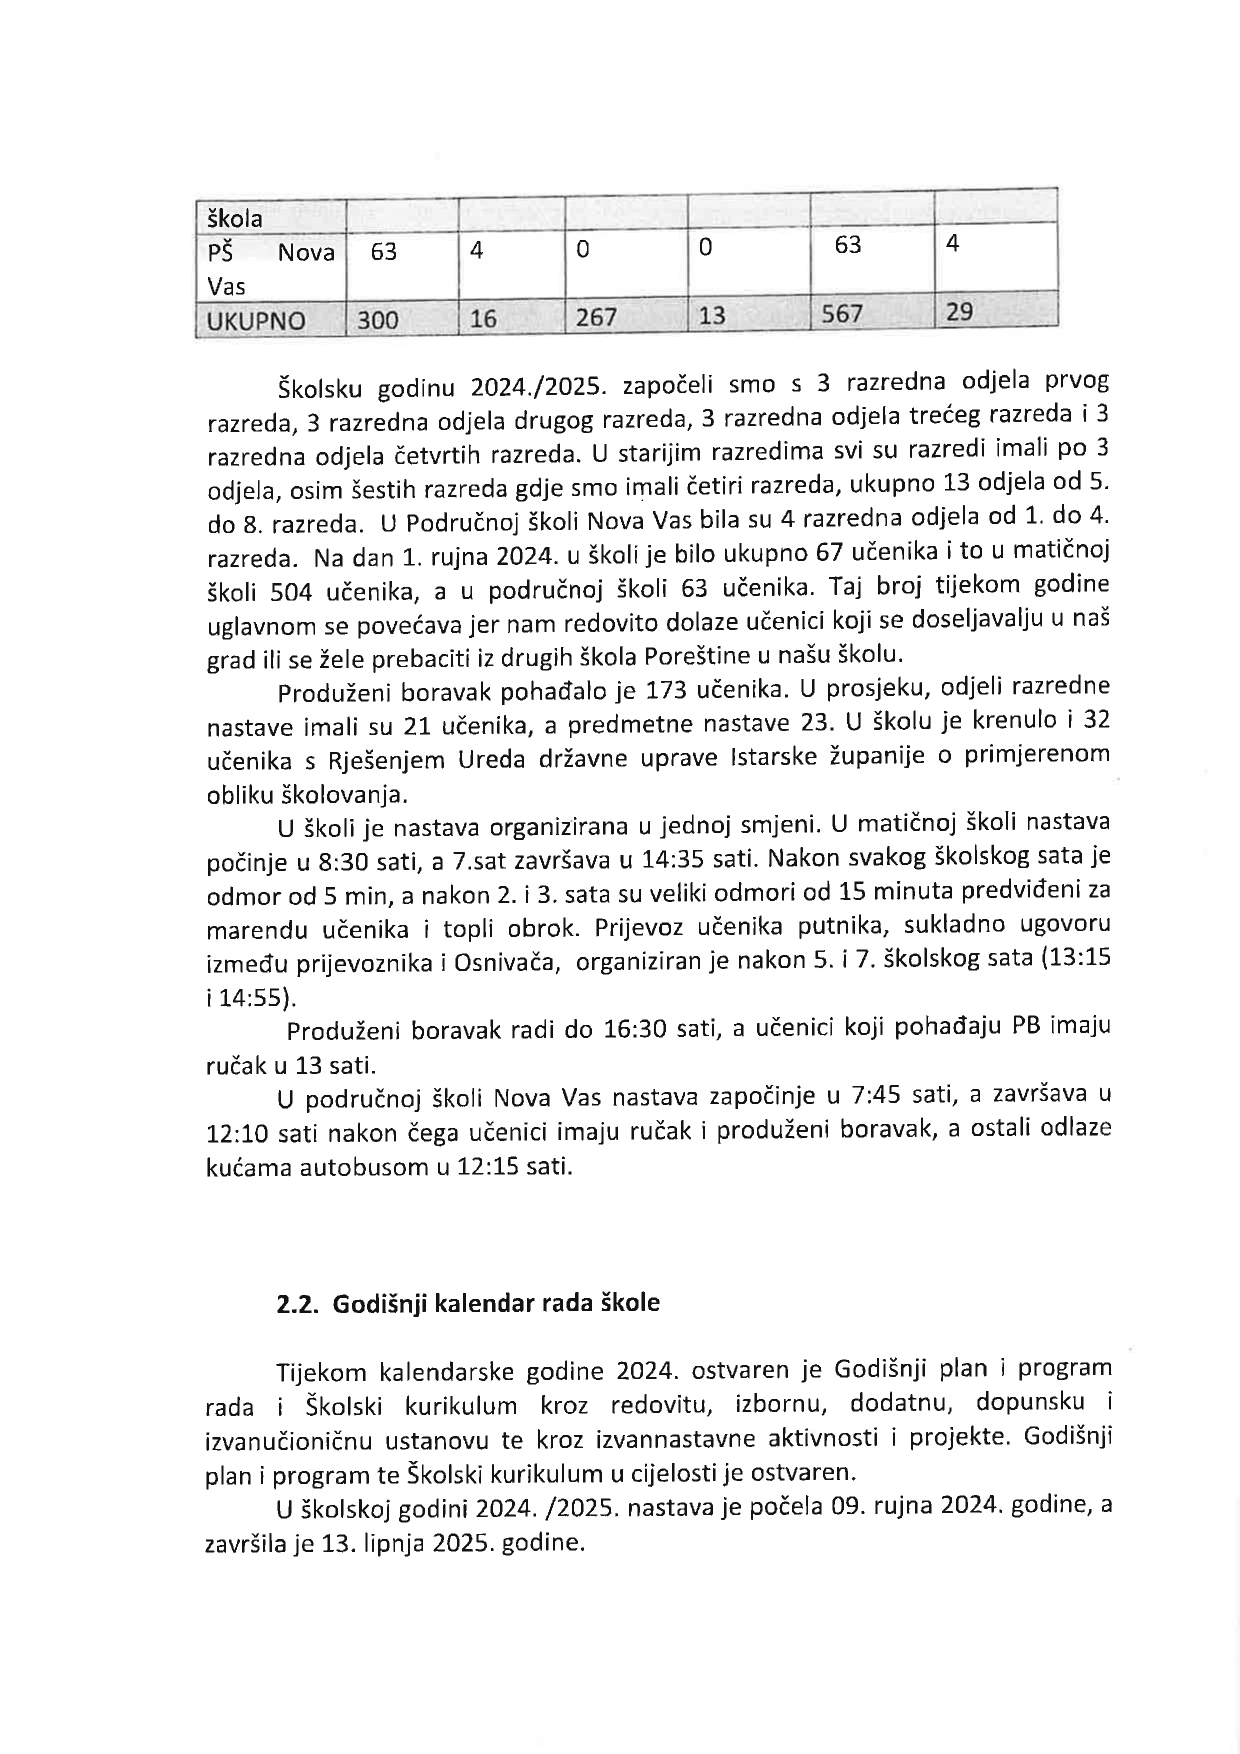 škola
PŠ Nova Vas 63 4 0 0 63 4
UKUPNO 300 16 267 13 567 29
Školsku godinu 2024./2025. započeli smo s 3 razredna odjela prvog
razreda, 3 razredna odjela drugog razreda, 3 razredna odjela trećeg razreda i 3
razredna odjela četvrtih razreda. U starijim razredima svi su razredi imali po 3
odjela, osim šestih razreda gdje smo imali četiri razreda, ukupno 13 odjela od 5.
do 8. razreda. U Područnoj školi Nova Vas bila su 4 razredna odjela od 1. do 4.
razreda. Na dan 1. rujna 2024. u školi je bilo ukupno 67 učenika i to u matičnoj
školi 504 učenika, a u područnoj školi 63 učenika. Taj broj tijekom godine
uglavnom se povećava jer nam redovito dolaze učenici koji se doseljavalju u naš
grad ili se žele prebaciti iz drugih škola Poreštine u našu školu.
Produženi boravak pohađalo je 173 učenika. U prosjeku, odjeli razredne
nastave imali su 21 učenika, a predmetne nastave 23. U školu je krenulo i 32
učenika s Rješenjem Ureda državne uprave Istarske županije o primjerenom
obliku školovanja.
U školi je nastava organizirana u jednoj smjeni. U matičnoj školi nastava
počinje u 8:30 sati, a 7.sat završava u 14:35 sati. Nakon svakog školskog sata je
odmor od 5 min, a nakon 2. i 3. sata su veliki odmori od 15 minuta predviđeni za
marendu učenika i topli obrok. Prijevoz učenika putnika, sukladno ugovoru
između prijevoznika i Osnivača, organiziran je nakon 5. i 7. školskog sata (13:15
i 14:55).
Produženi boravak radi do 16:30 sati, a učenici koji pohađaju PB imaju
ručak u 13 sati.
U područnoj školi Nova Vas nastava započinje u 7:45 sati, a završava u
12:10 sati nakon čega učenici imaju ručak i produženi boravak, a ostali odlaze
kućama autobusom u 12:15 sati.
2.2. Godišnji kalendar rada škole
Tijekom kalendarske godine 2024. ostvaren je Godišnji plan i program
rada i Školski kurikulum kroz redovitu, izbornu, dodatnu, dopunsku i
izvanučioničnu ustanovu te kroz izvannastavne aktivnosti i projekte. Godišnji
plan i program te Školski kurikulum u cijelosti je ostvaren.
U školskoj godini 2024. /2025. nastava je počela 09. rujna 2024. godine, a
završila je 13. lipnja 2025. godine.